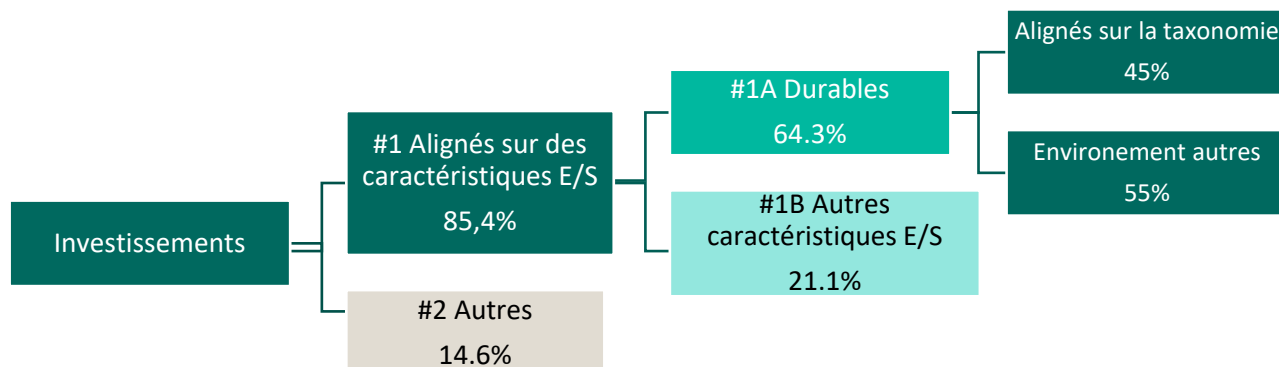 Investissements
#1 Alignés sur des
caractéristiques E/S
85,4%
#2 Autres
14.6%
#1A Durables
64.3%
#1B Autres
caractéristiques E/S
21.1%
Alignés sur la taxonomie
45%
Environement autres
55%